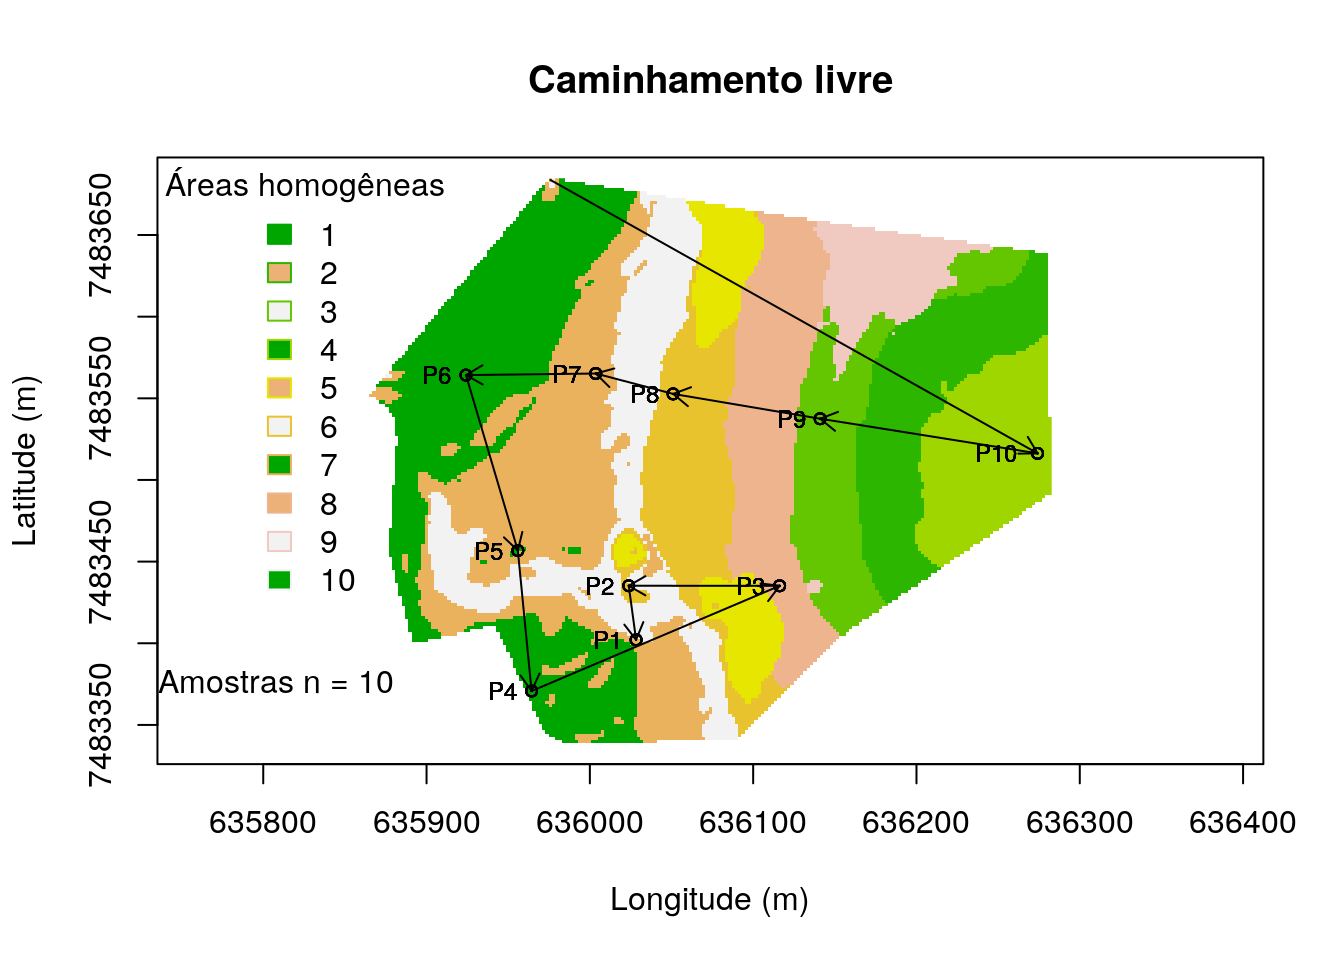 Caminhamento livre
Áreas homogêneas
1
2
3
4
5
6
7
8
9
10
Amostras n = 10
P6
P7
P8
P9
P10
P5
P2
P3
P1
P4
7483650
7483550
7483450
7483350
Latitude (m)
635800 635900 636000 636100 636200 636300 636400
Longitude (m)